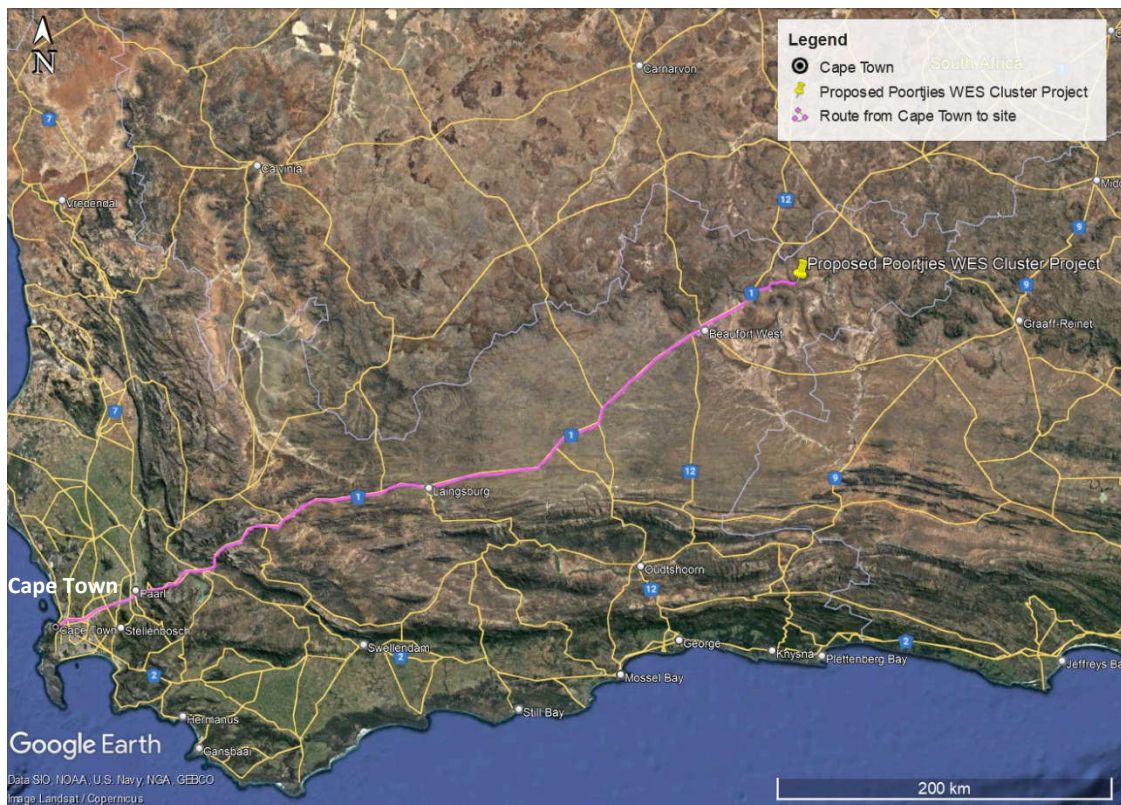 N
Legend
Cape Town
Proposed Poortjies WES Cluster Project
Route from Cape Town to site
South Africa
1
Carnarvon
7
Calvinia
Vredendal
12
9
Proposed Poortjies WES Cluster Project
1
9
Beaufort West
Graaff-Reinet
7
1
12
9
Laingsburg
1
Cape Town
Paarl
Oudtshoorn
12
Cape Town
Stellenbosch
Swellendam
2
George
Knysna
Plettenberg Bay
2
Mossel Bay
2
Still Bay
Hermanus
Gansbaai
Google Earth
Data SIO, NOAA, U.S. Navy, NGA, GEBCO
Image Landsat / Copernicus
200 km